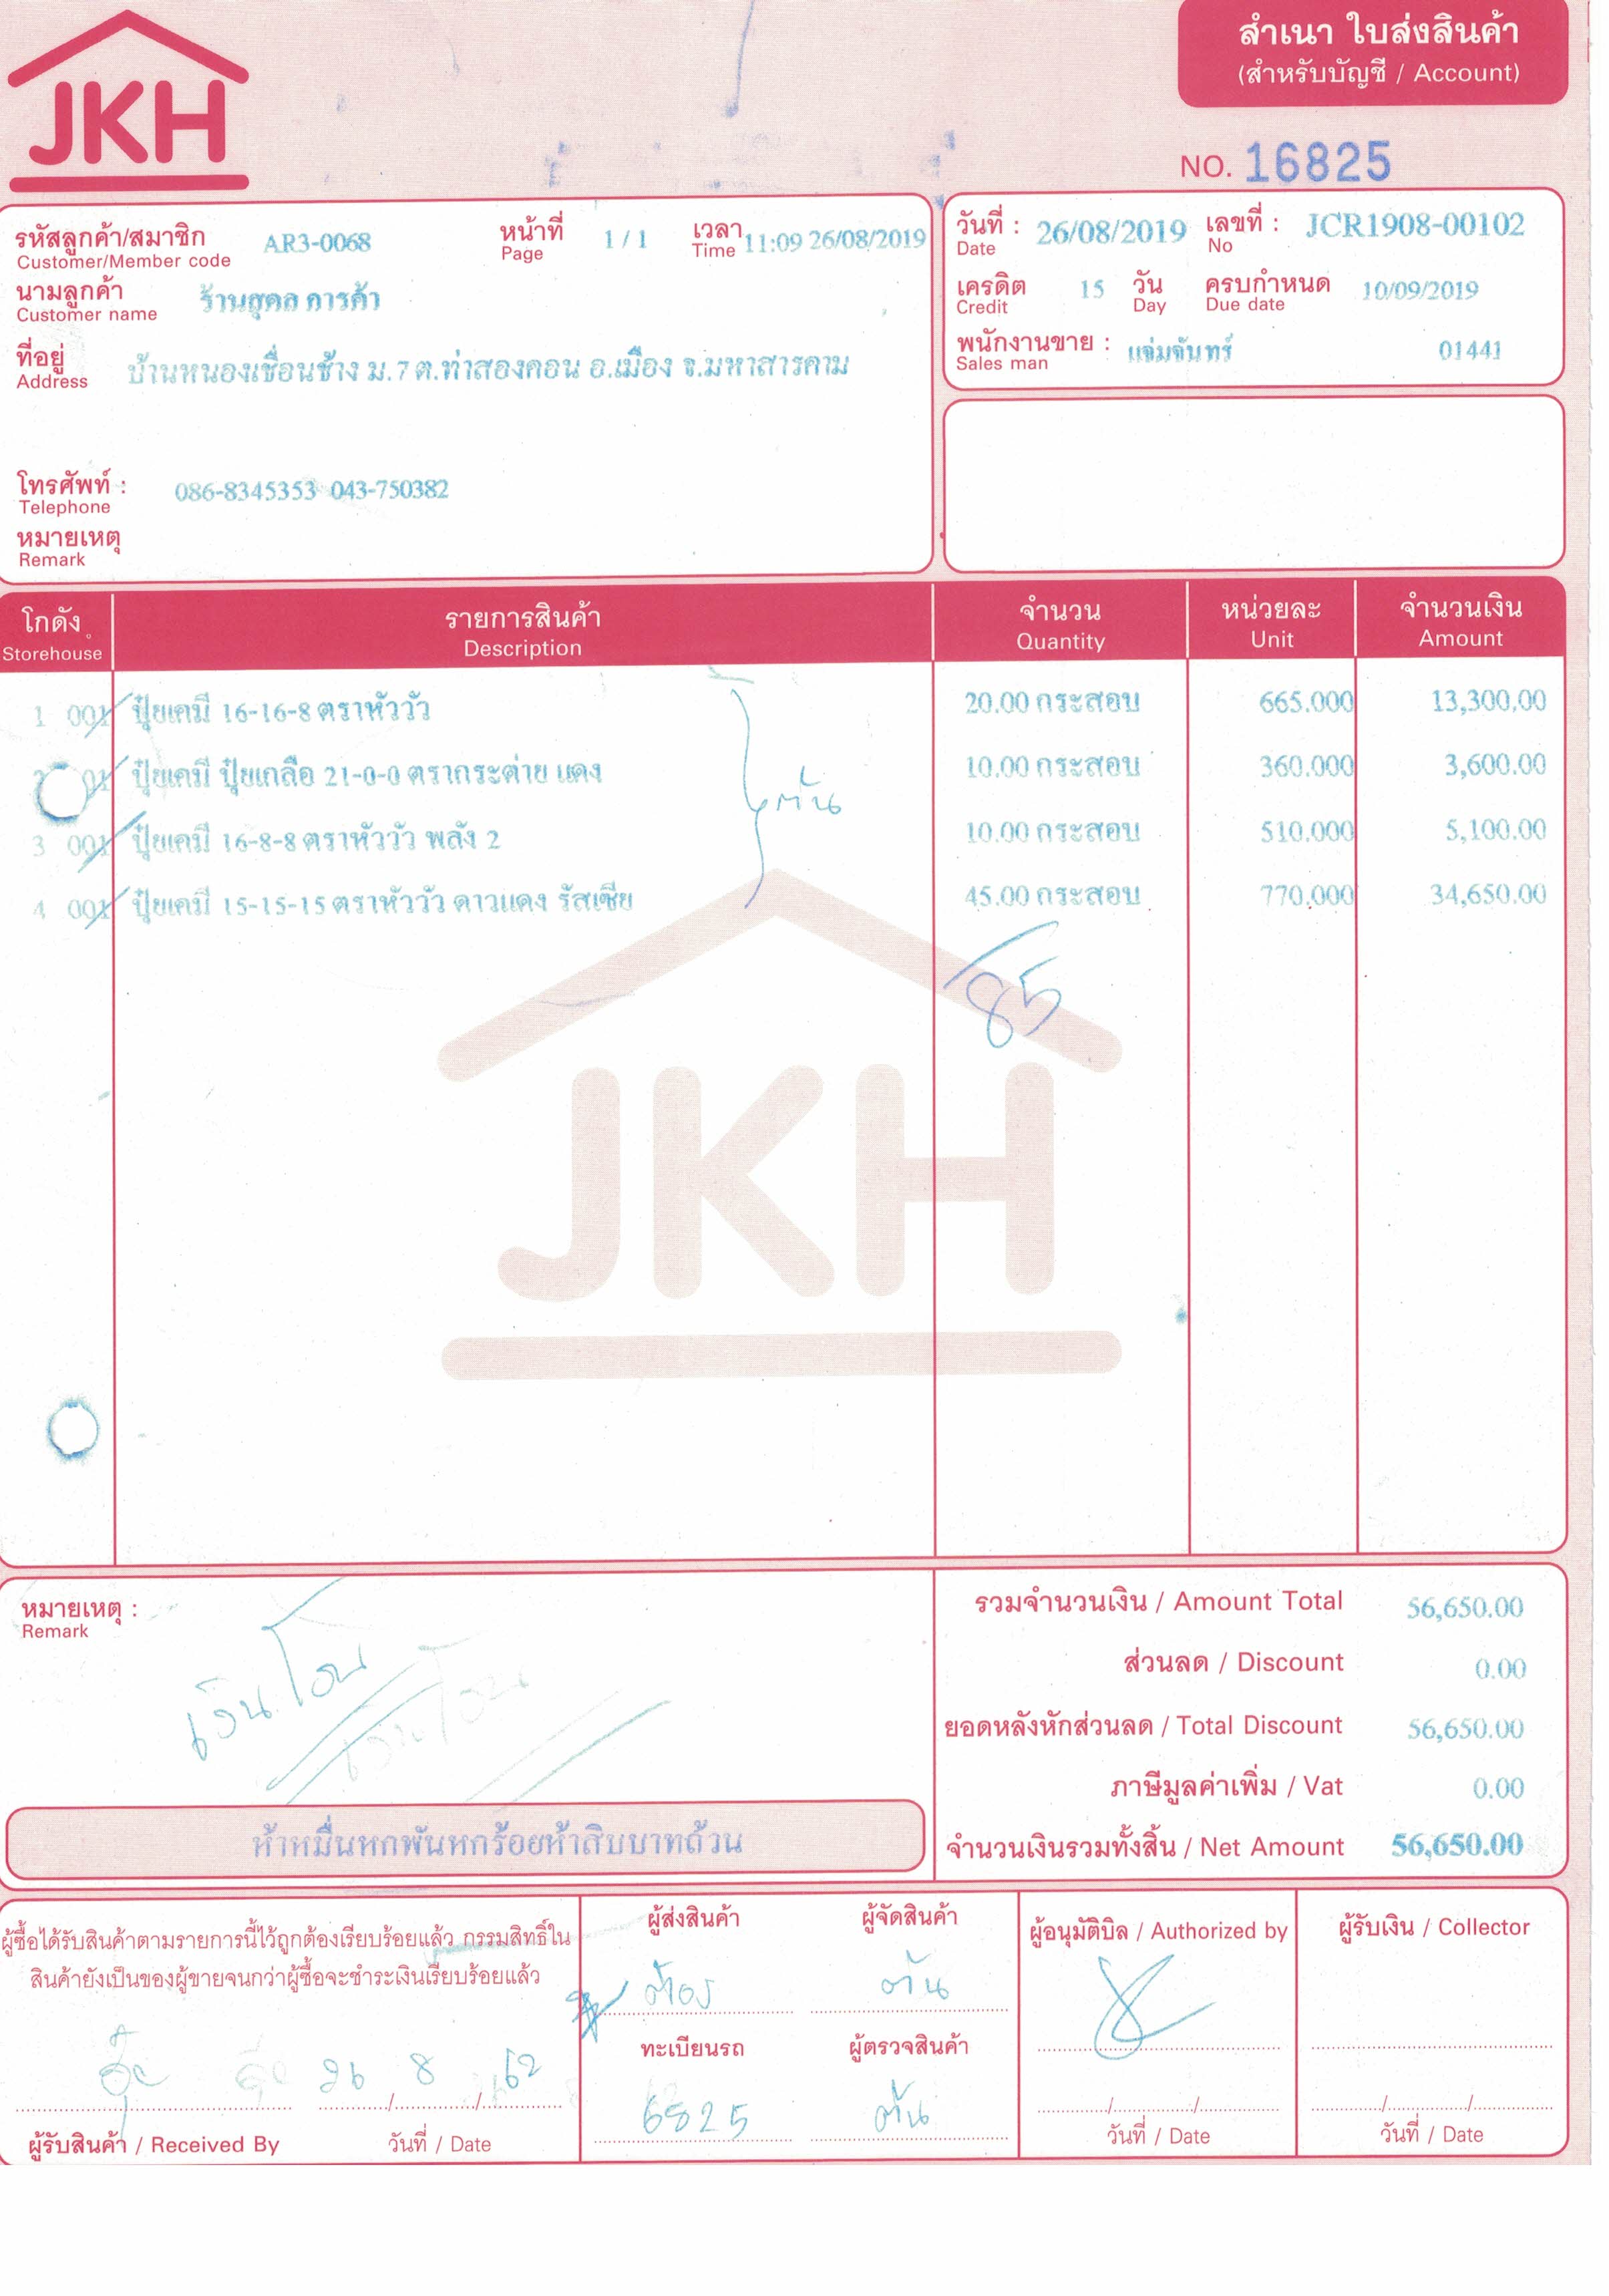 JKH
สำเนา ใบส่งสินค้า
(สำหรับบัญชี / Account)
NO. 16825
รหัสลูกค้า/สมาชิก AR3-0068 หน้าที่ 1 / 1 เวลา 11:09 26/08/2019
Customer/Member code Page Time
นามลูกค้า ร้านยุคล การค้า
Customer name
ที่อยู่ บ้านหนองเชื่อนช้าง ม.7 ต.ท่าสองคอน อ.เมือง จ.มหาสารคาม
Address
โทรศัพท์ : 086-8345353 043-750382
Telephone
หมายเหตุ
Remark
วันที่ : 26/08/2019 เลขที่ : JCR1908-00102
Date No
เครดิต 15 วัน ครบกำหนด 10/09/2019
Credit Day Due date
พนักงานขาย : แจ่มจันทร์ 01441
Sales man
โกดัง รายการสินค้า จำนวน หน่วยละ จำนวนเงิน
Storehouse Description Quantity Unit Amount
1 001 ปุ๋ยเคมี 16-16-8 ตราหัววัว 20.00 กระสอบ 665.000 13,300.00
01 ปุ๋ยเคมี ปุ๋ยเกลือ 21-0-0 ตรากระต่าย แดง 10.00 กระสอบ 360.000 3,600.00
ต้น
3 001 ปุ๋ยเคมี 16-8-8 ตราหัววัว พลัง 2 10.00 กระสอบ 510.000 5,100.00
4 001 ปุ๋ยเคมี 15-15-15 ตราหัววัว ดาวแดง รัสเซีย 45.00 กระสอบ 770.000 34,650.00
85
JKH
หมายเหตุ :
Remark
เงินโอน
เงินโอน
รวมจำนวนเงิน / Amount Total 56,650.00
ส่วนลด / Discount 0.00
ยอดหลังหักส่วนลด / Total Discount 56,650.00
ภาษีมูลค่าเพิ่ม / Vat 0.00
ห้าหมื่นหกพันหกร้อยห้าสิบบาทถ้วน
จำนวนเงินรวมทั้งสิ้น / Net Amount 56,650.00
ผู้ซื้อได้รับสินค้าตามรายการนี้ไว้ถูกต้องเรียบร้อยแล้ว กรรมสิทธิ์ใน
สินค้ายังเป็นของผู้ขายจนกว่าผู้ซื้อจะชำระเงินเรียบร้อยแล้ว
26 / 8 / 62
ผู้รับสินค้า / Received By วันที่ / Date
ผู้ส่งสินค้า ผู้จัดสินค้า
ต้น
ทะเบียนรถ ผู้ตรวจสินค้า
6825 ต้น
ผู้อนุมัติบิล / Authorized by
วันที่ / Date
ผู้รับเงิน / Collector
วันที่ / Date